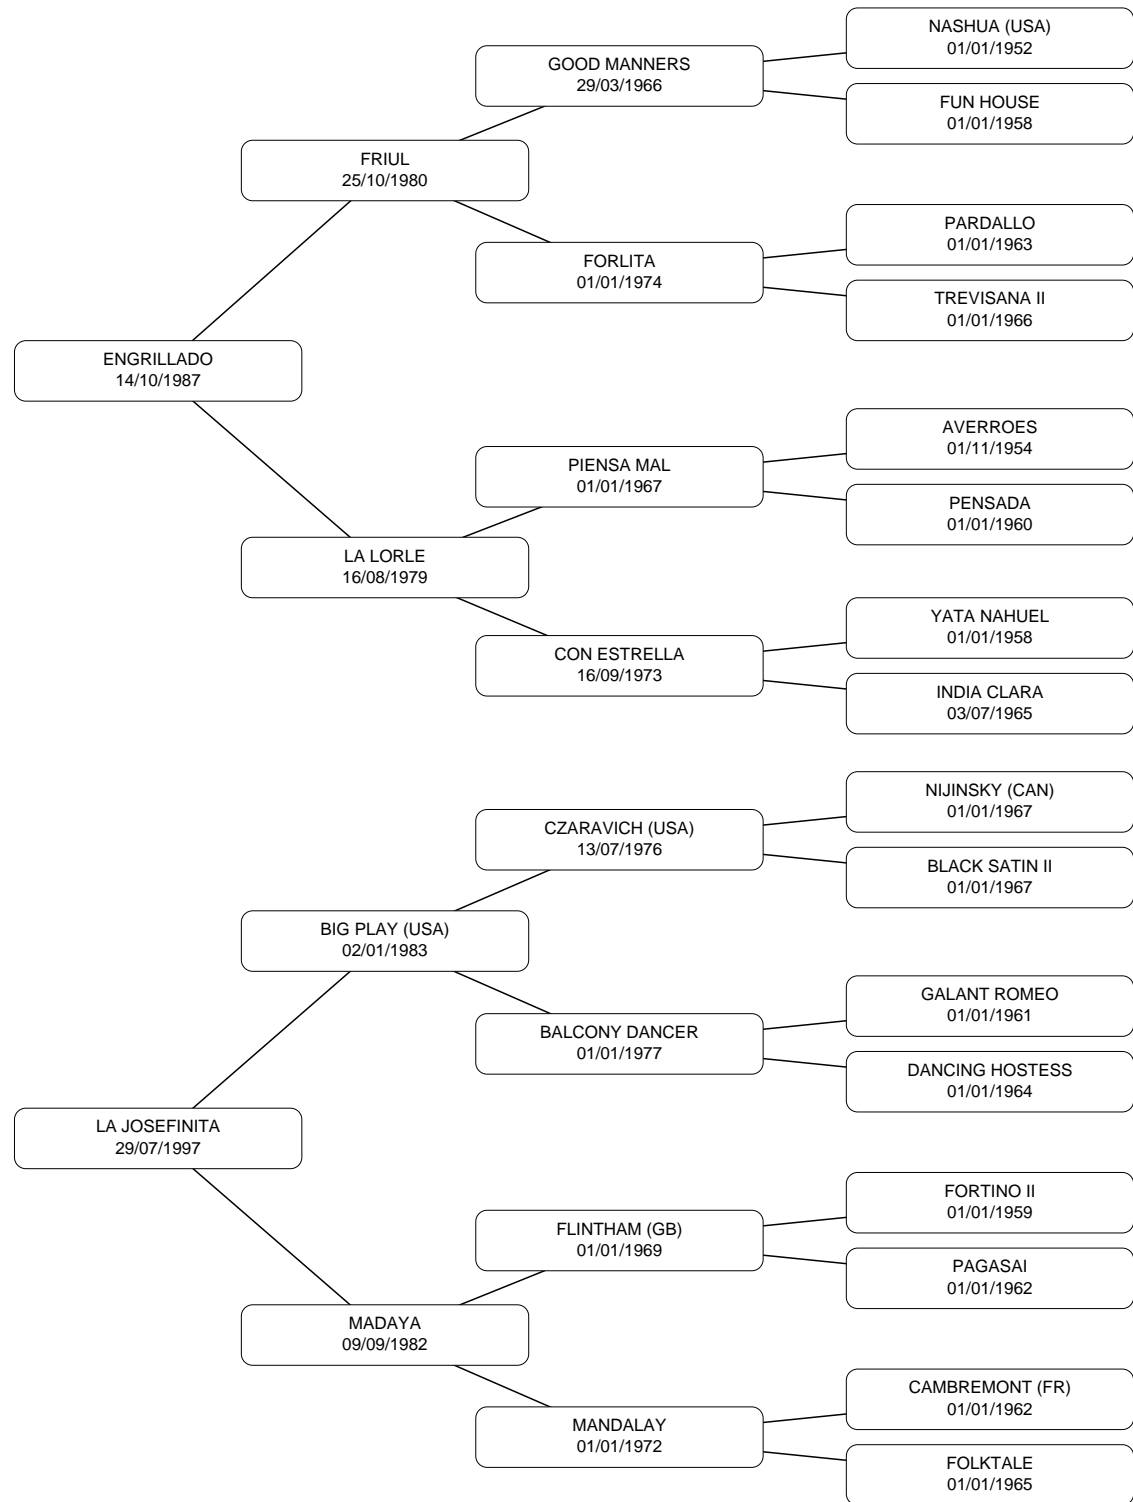 NASHUA (USA)
01/01/1952
GOOD MANNERS
29/03/1966
FUN HOUSE
01/01/1958
FRIUL
25/10/1980
PARDALLO
01/01/1963
FORLITA
01/01/1974
TREVISANA II
01/01/1966
ENGRILLADO
14/10/1987
AVERROES
01/11/1954
PIENSA MAL
01/01/1967
PENSADA
01/01/1960
LA LORLE
16/08/1979
YATA NAHUEL
01/01/1958
CON ESTRELLA
16/09/1973
INDIA CLARA
03/07/1965
NIJINSKY (CAN)
01/01/1967
CZARAVICH (USA)
13/07/1976
BLACK SATIN II
01/01/1967
BIG PLAY (USA)
02/01/1983
GALANT ROMEO
01/01/1961
BALCONY DANCER
01/01/1977
DANCING HOSTESS
01/01/1964
LA JOSEFINITA
29/07/1997
FORTINO II
01/01/1959
FLINTHAM (GB)
01/01/1969
PAGASAI
01/01/1962
MADAYA
09/09/1982
CAMBREMONT (FR)
01/01/1962
MANDALAY
01/01/1972
FOLKTALE
01/01/1965